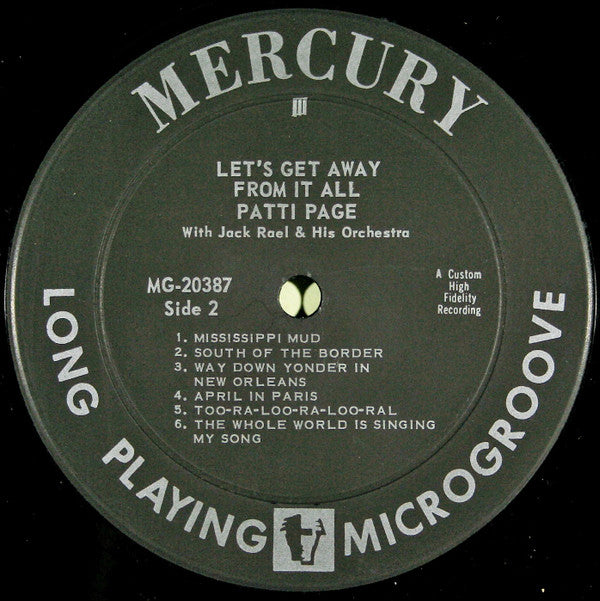 MERCURY
LET'S GET AWAY
FROM IT ALL
PATTI PAGE
With Jack Rael & His Orchestra
MG-20387
Side 2
A Custom
High
Fidelity
Recording
1. MISSISSIPPI MUD
2. SOUTH OF THE BORDER
3. WAY DOWN YONDER IN
NEW ORLEANS
4. APRIL IN PARIS
5. TOO-RA-LOO-RA-LOO-RAL
6. THE WHOLE WORLD IS SINGING
MY SONG
LONG PLAYING MICROGROOVE